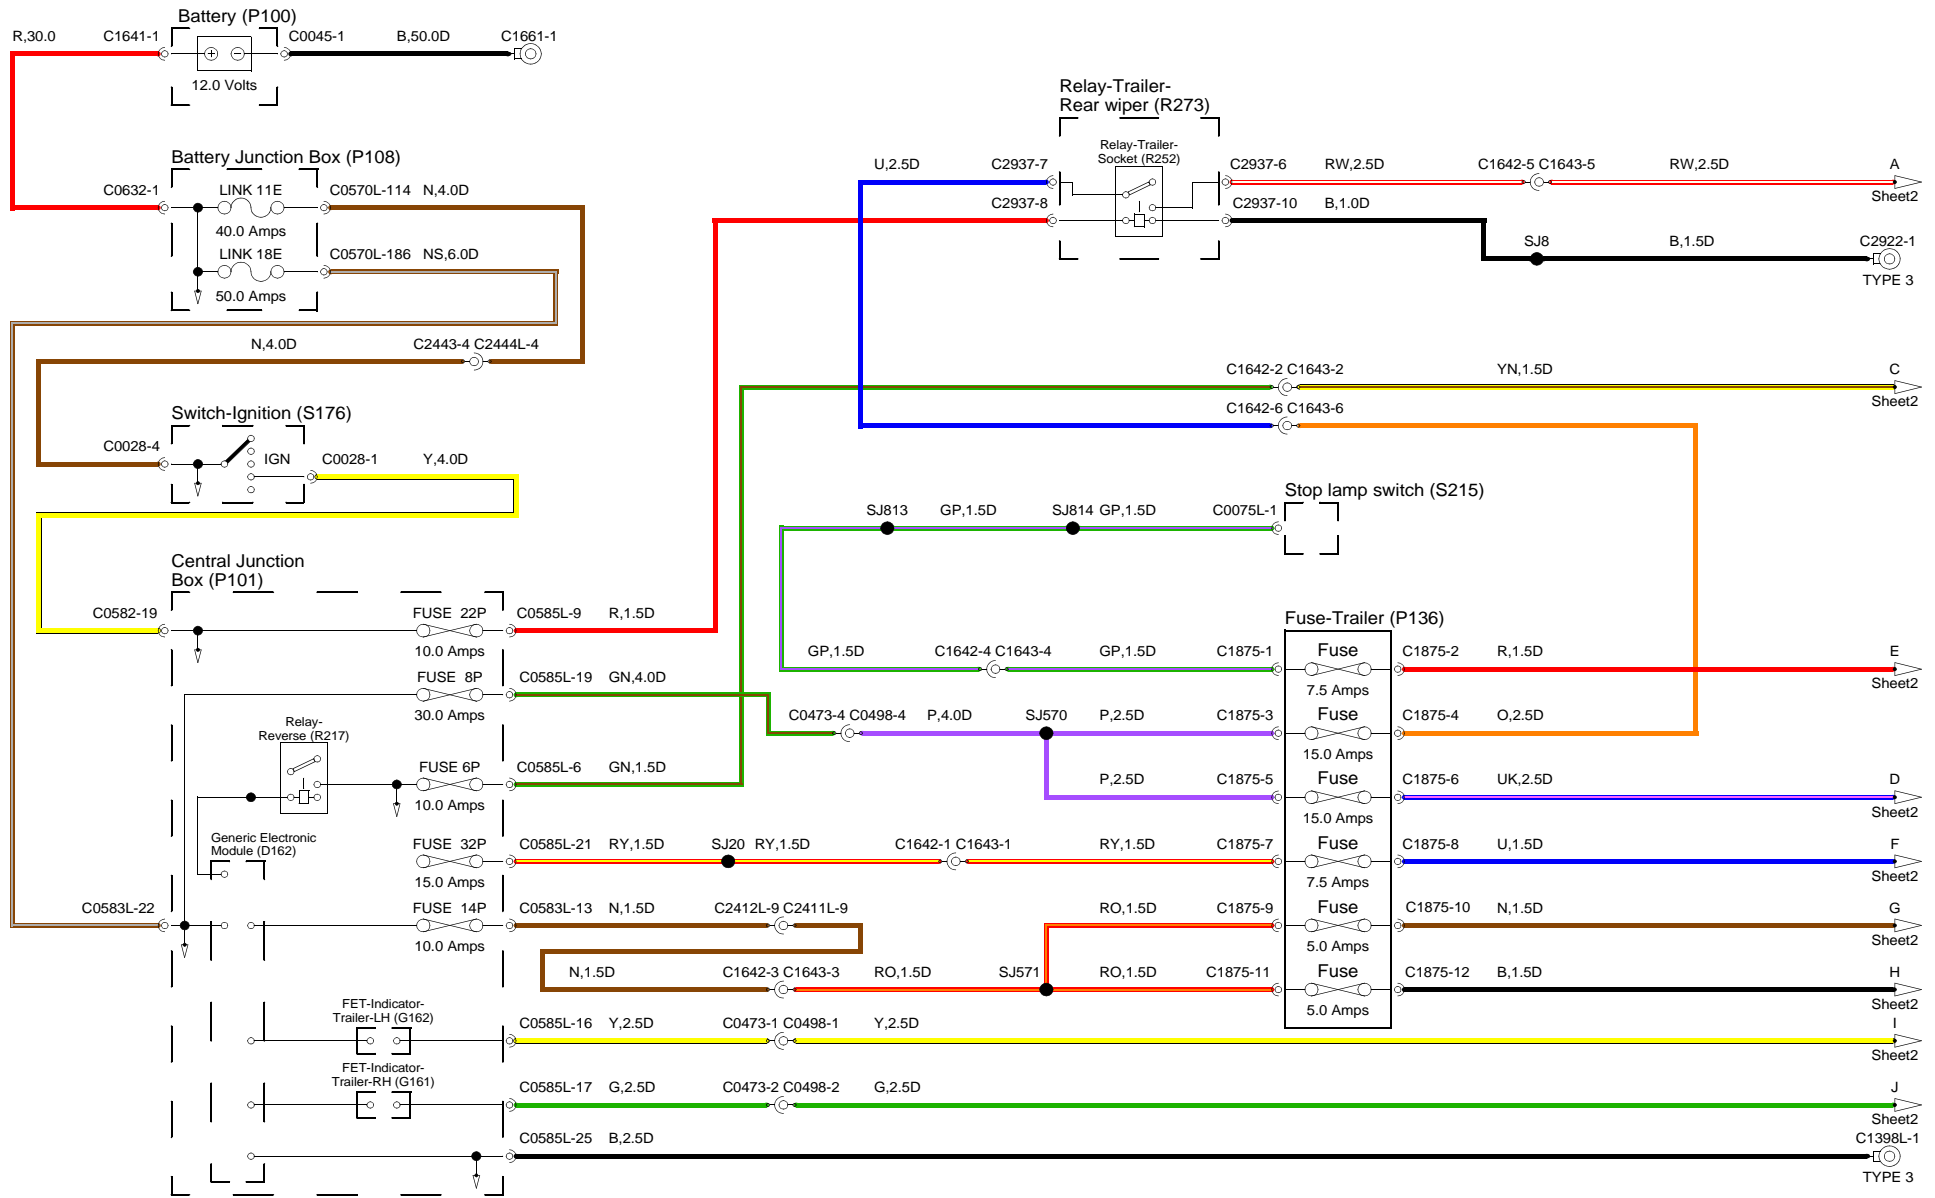 Battery (P100)
R,30.0 C1641-1 C0045-1 B,50.0D C1661-1
12.0 Volts
Battery Junction Box (P108)
C0632-1 LINK 11E C0570L-114 N,4.0D
40.0 Amps
LINK 18E C0570L-186 NS,6.0D
50.0 Amps
N,4.0D C2443-4 C2444L-4
Switch-Ignition (S176)
C0028-4 IGN C0028-1 Y,4.0D
Relay-Trailer-
Rear wiper (R273)
Relay-Trailer-
Socket (R252)
U,2.5D C2937-7 C2937-6 RW,2.5D C1642-5 C1643-5 RW,2.5D A
Sheet2
C2937-8 C2937-10 B,1.0D
SJ8 B,1.5D C2922-1
TYPE 3
C1642-2 C1643-2 YN,1.5D C
Sheet2
C1642-6 C1643-6
Stop lamp switch (S215)
SJ813 GP,1.5D SJ814 GP,1.5D C0075L-1
Central Junction
Box (P101)
C0582-19 FUSE 22P C0585L-9 R,1.5D
10.0 Amps
FUSE 8P C0585L-19 GN,4.0D
30.0 Amps
Relay-
Reverse (R217)
FUSE 6P C0585L-6 GN,1.5D
10.0 Amps
Generic Electronic
Module (D162)
FUSE 32P C0585L-21 RY,1.5D SJ20 RY,1.5D C1642-1 C1643-1 RY,1.5D C1875-7
15.0 Amps
C0583L-22 FUSE 14P C0583L-13 N,1.5D C2412L-9 C2411L-9
10.0 Amps
N,1.5D C1642-3 C1643-3 RO,1.5D SJ571 RO,1.5D C1875-11
Fuse-Trailer (P136)
GP,1.5D C1642-4 C1643-4 GP,1.5D C1875-1 Fuse C1875-2 R,1.5D E
7.5 Amps Sheet2
C0473-4 C0498-4 P,4.0D SJ570 P,2.5D C1875-3 Fuse C1875-4 O,2.5D
15.0 Amps
P,2.5D C1875-5 Fuse C1875-6 UK,2.5D D
15.0 Amps Sheet2
Fuse C1875-8 U,1.5D F
7.5 Amps Sheet2
RO,1.5D C1875-9 Fuse C1875-10 N,1.5D G
5.0 Amps Sheet2
Fuse C1875-12 B,1.5D H
5.0 Amps Sheet2
FET-Indicator-
Trailer-LH (G162)
C0585L-16 Y,2.5D C0473-1 C0498-1 Y,2.5D I
Sheet2
FET-Indicator-
Trailer-RH (G161)
C0585L-17 G,2.5D C0473-2 C0498-2 G,2.5D J
Sheet2
C0585L-25 B,2.5D C1398L-1
TYPE 3